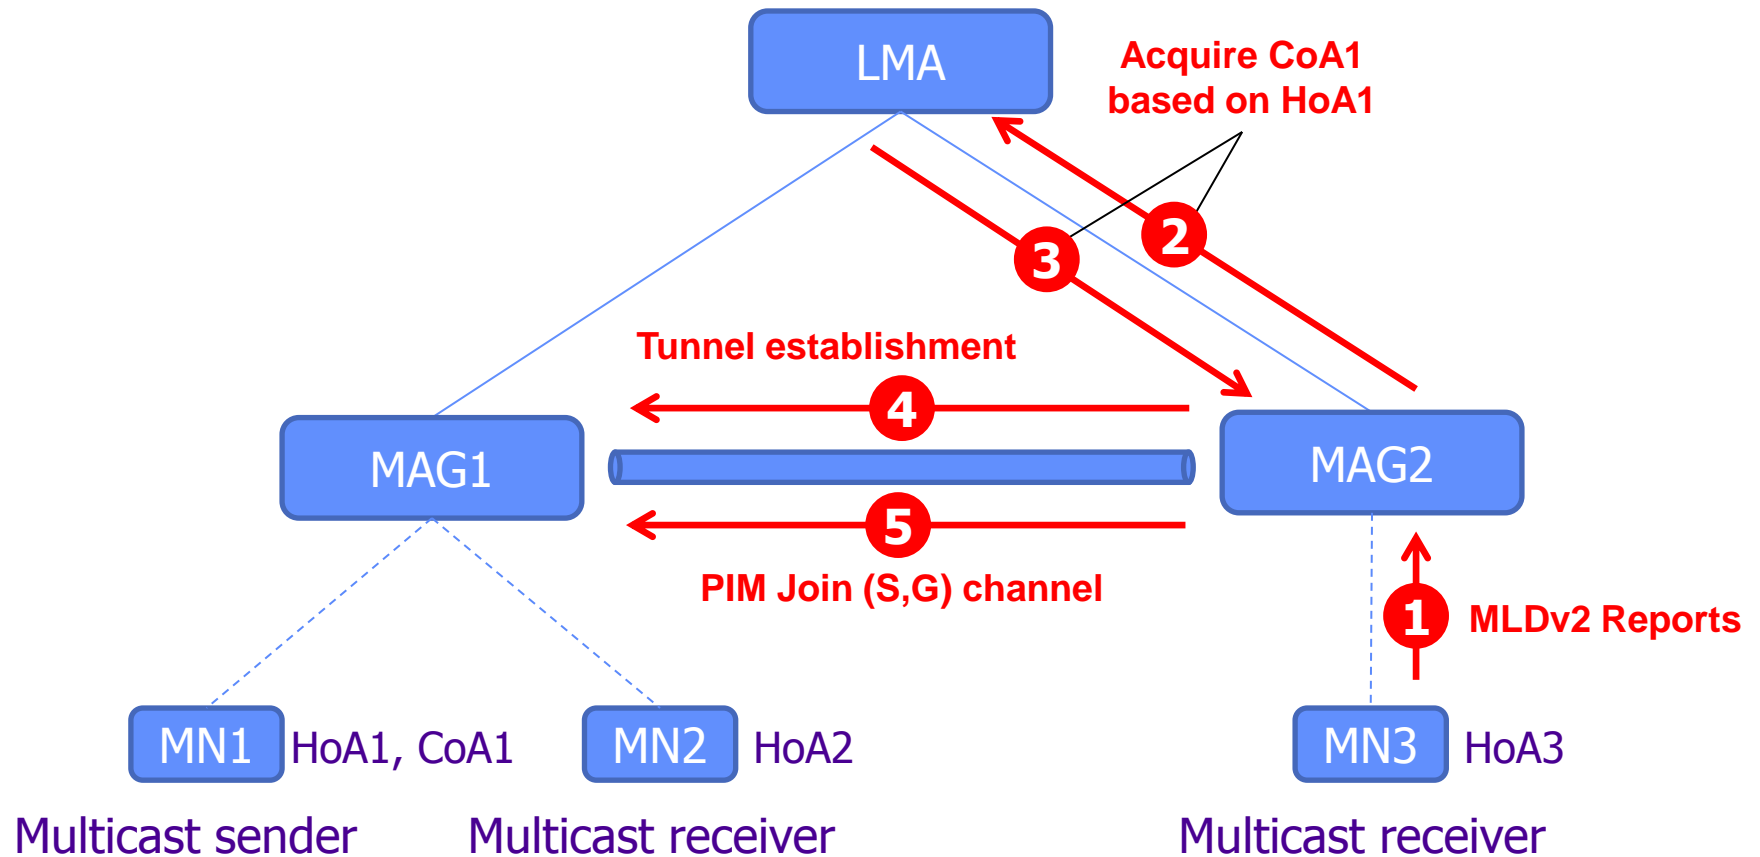 LMA
Acquire CoA1
based on HoA1
2
3
Tunnel establishment
4
MAG1
MAG2
5
PIM Join (S,G) channel
1
MLDv2 Reports
MN1
HoA1, CoA1
MN2
HoA2
MN3
HoA3
Multicast sender
Multicast receiver
Multicast receiver